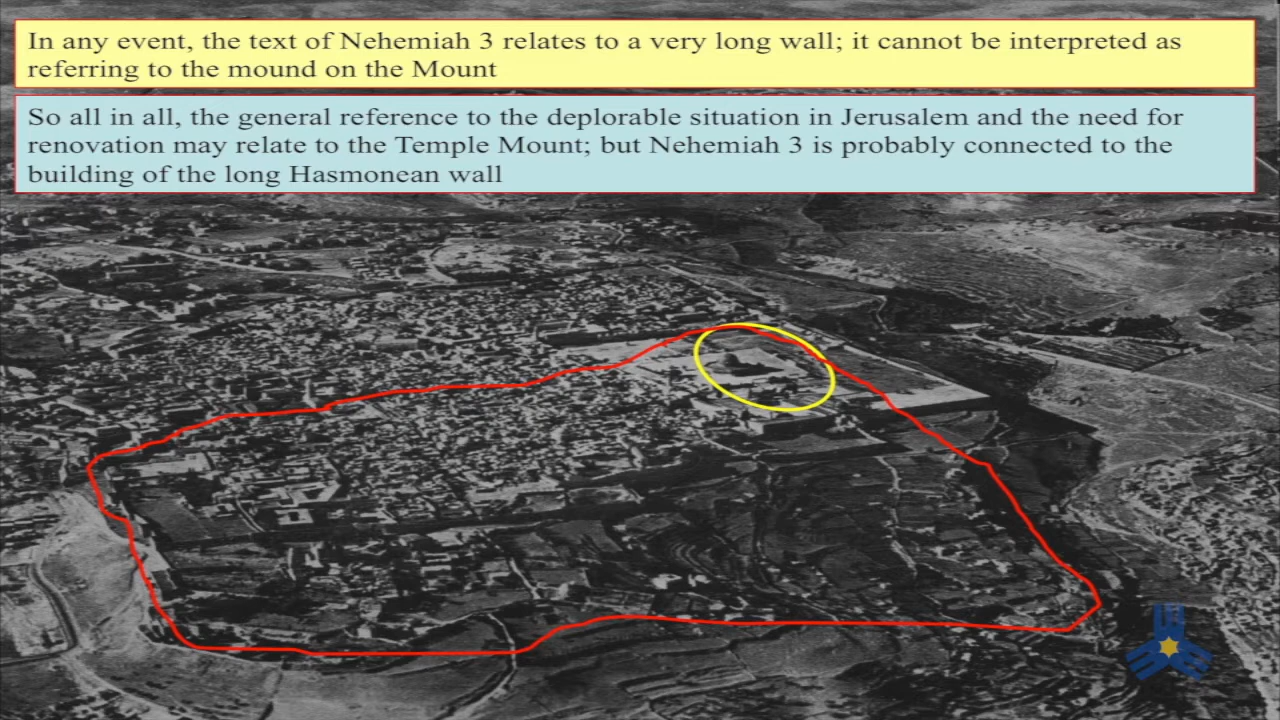 In any event, the text of Nehemiah 3 relates to a very long wall; it cannot be interpreted as
referring to the mound on the Mount
So all in all, the general reference to the deplorable situation in Jerusalem and the need for
renovation may relate to the Temple Mount; but Nehemiah 3 is probably connected to the
building of the long Hasmonean wall